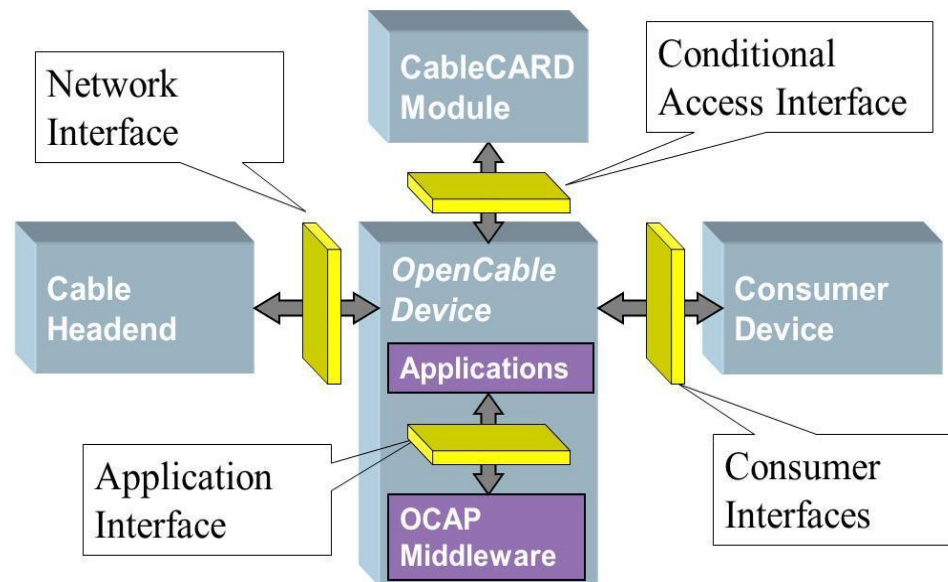 Network
Interface
CableCARD
Module
Conditional
Access Interface
Cable
Headend
OpenCable
Device
Consumer
Device
Applications
Application
Interface
OCAP
Middleware
Consumer
Interfaces